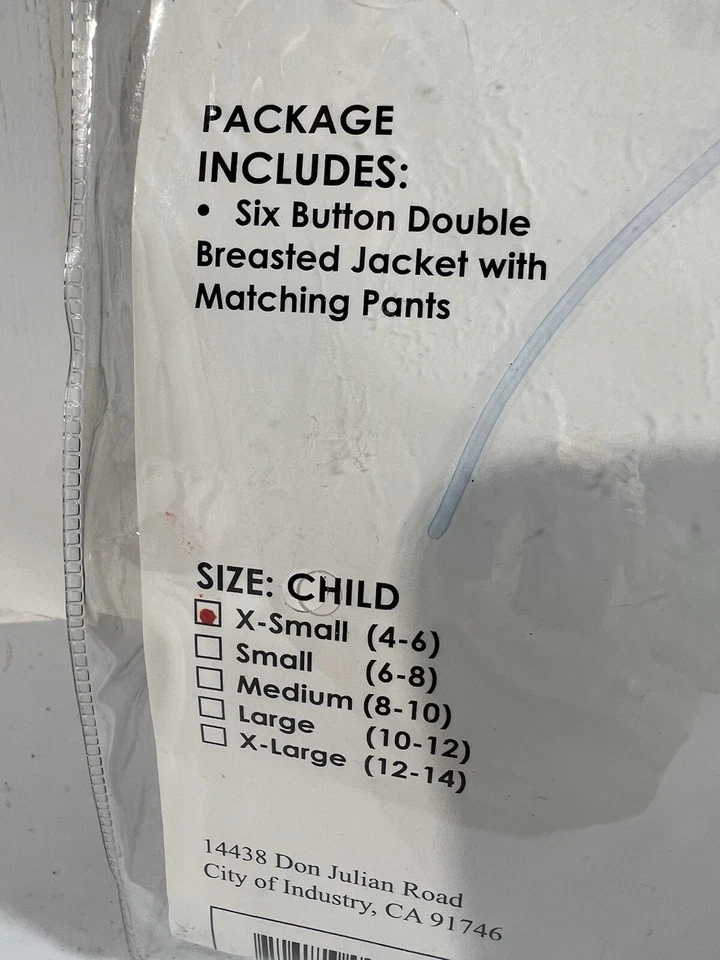 PACKAGE
INCLUDES:
• Six Button Double
Breasted Jacket with
Matching Pants
SIZE: CHILD
X-Small (4-6)
Small (6-8)
Medium (8-10)
Large (10-12)
X-Large (12-14)
14438 Don Julian Road
City of Industry, CA 91746